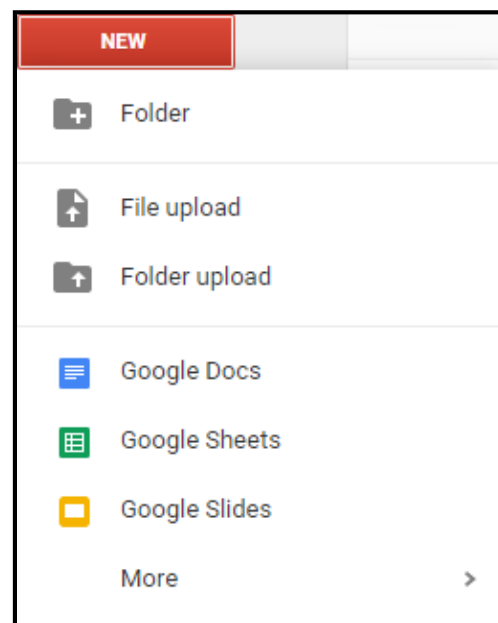 NEW
Folder
File upload
Folder upload
Google Docs
Google Sheets
Google Slides
More